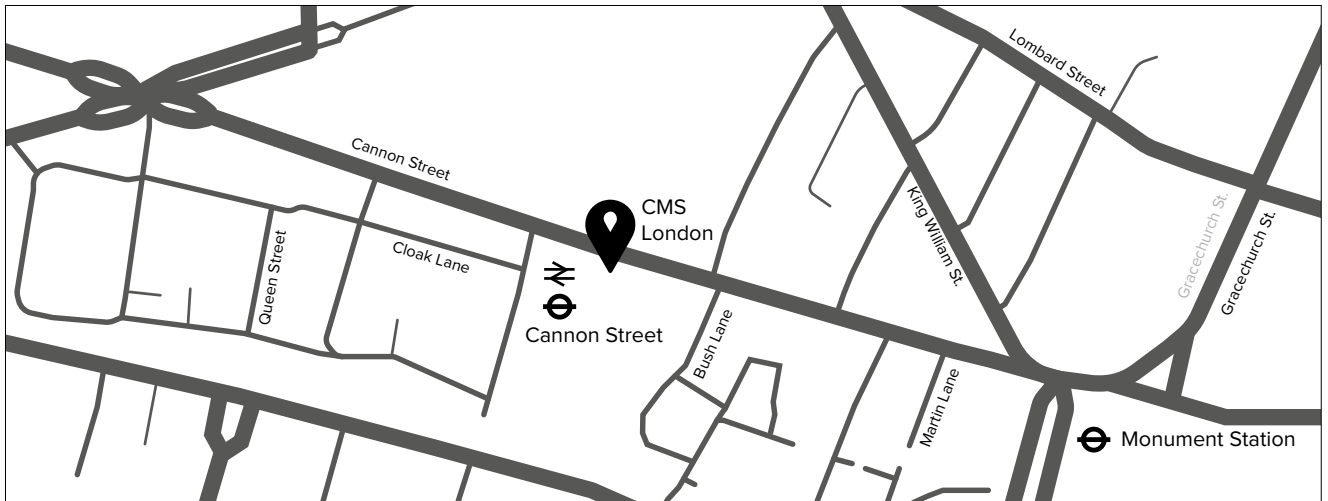 Lombard Street
Cannon Street
CMS
London
King William St.
Gracechurch St.
Gracechurch St.
Queen Street
Cloak Lane
Cannon Street
Bush Lane
Martin Lane
Monument Station